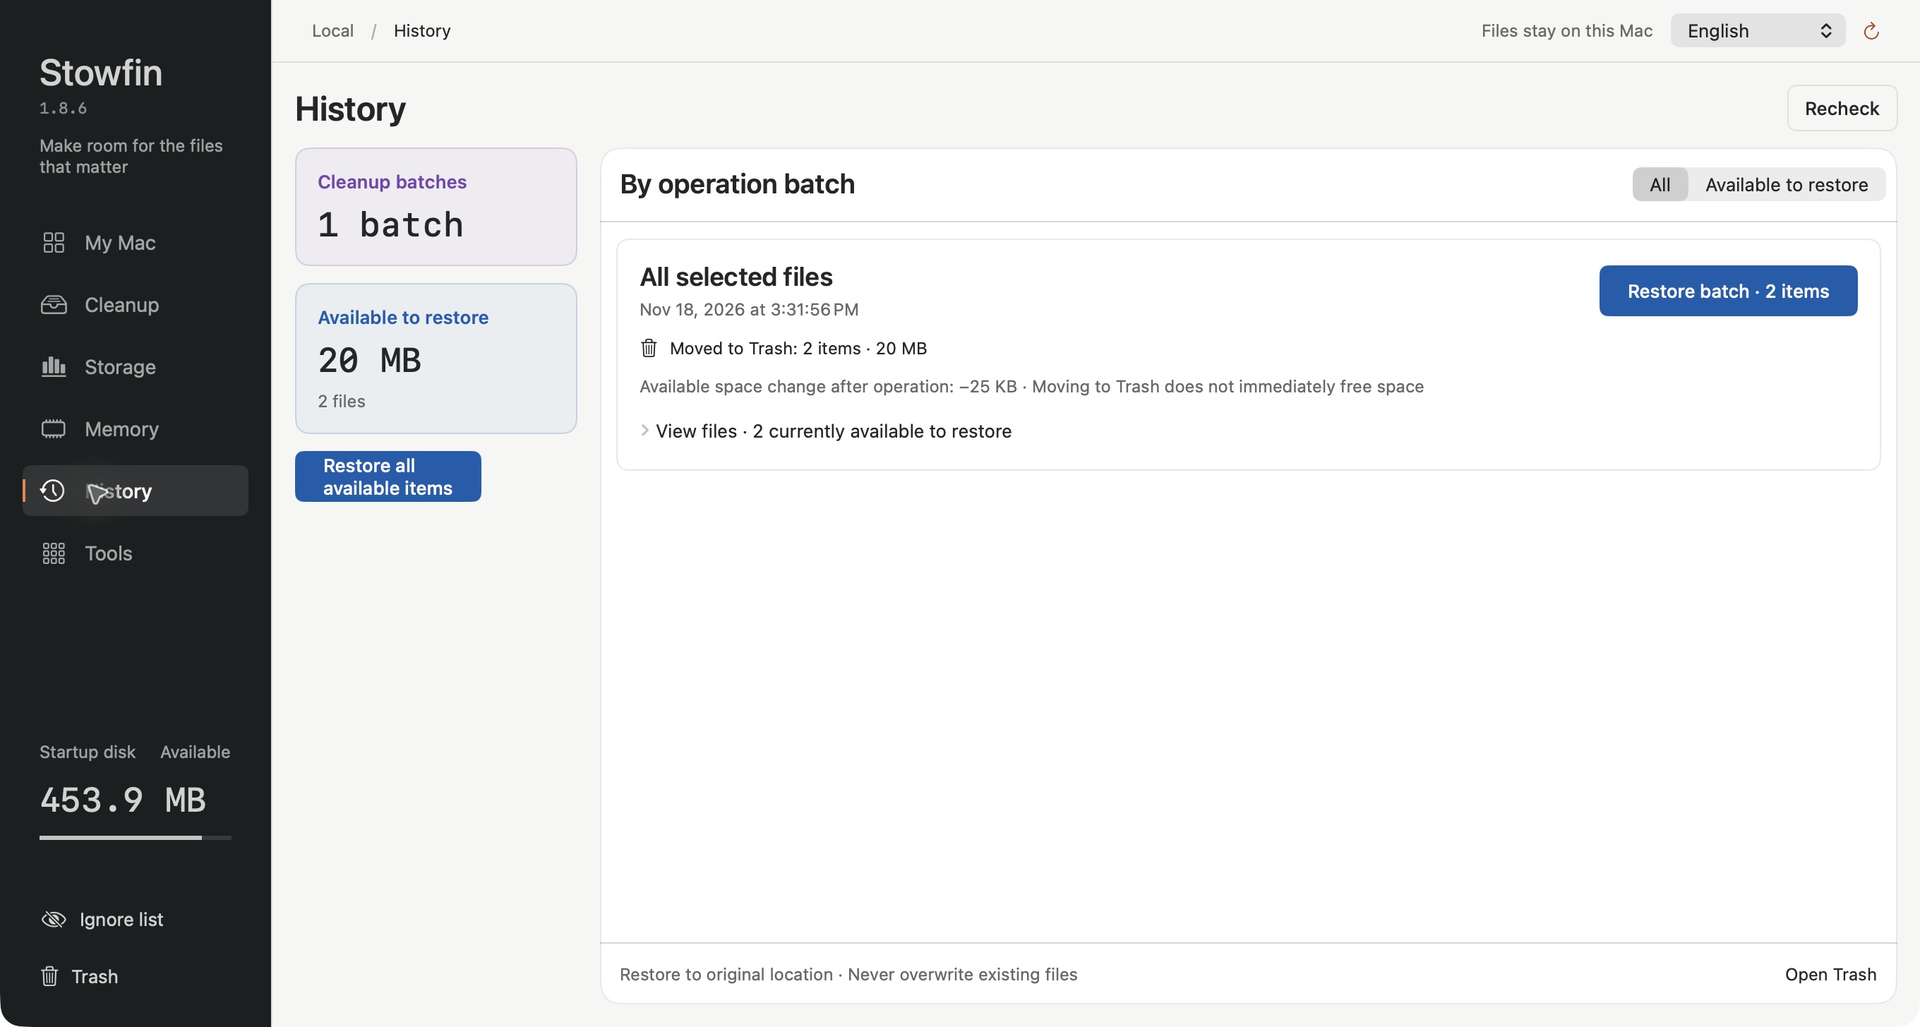 Stowfin
1.8.6
Make room for the files
that matter
My Mac
Cleanup
Storage
Memory
History
Tools
Startup disk Available
453.9 MB
Ignore list
Trash
Local / History
Files stay on this Mac
English
History
Recheck
Cleanup batches
1 batch
Available to restore
20 MB
2 files
Restore all
available items
By operation batch
All
Available to restore
All selected files
Nov 18, 2026 at 3:31:56 PM
Restore batch · 2 items
Moved to Trash: 2 items · 20 MB
Available space change after operation: −25 KB · Moving to Trash does not immediately free space
View files · 2 currently available to restore
Restore to original location · Never overwrite existing files
Open Trash